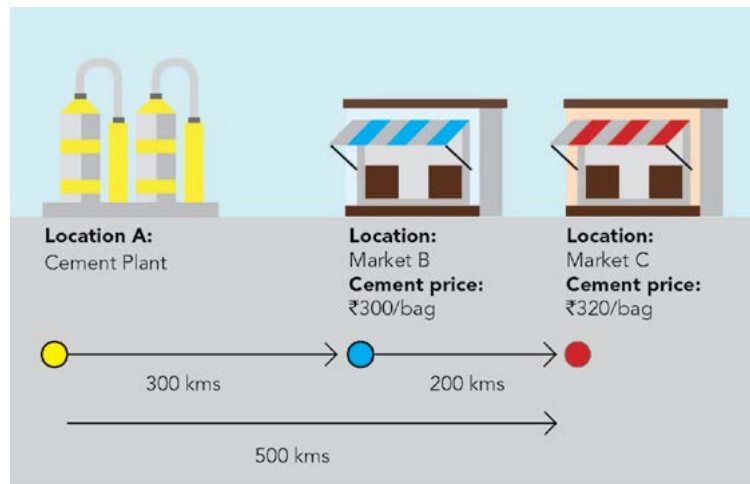 Location A:
Cement Plant
Location:
Market B
Cement price:
₹300/bag
Location:
Market C
Cement price:
₹320/bag
300 kms
200 kms
500 kms